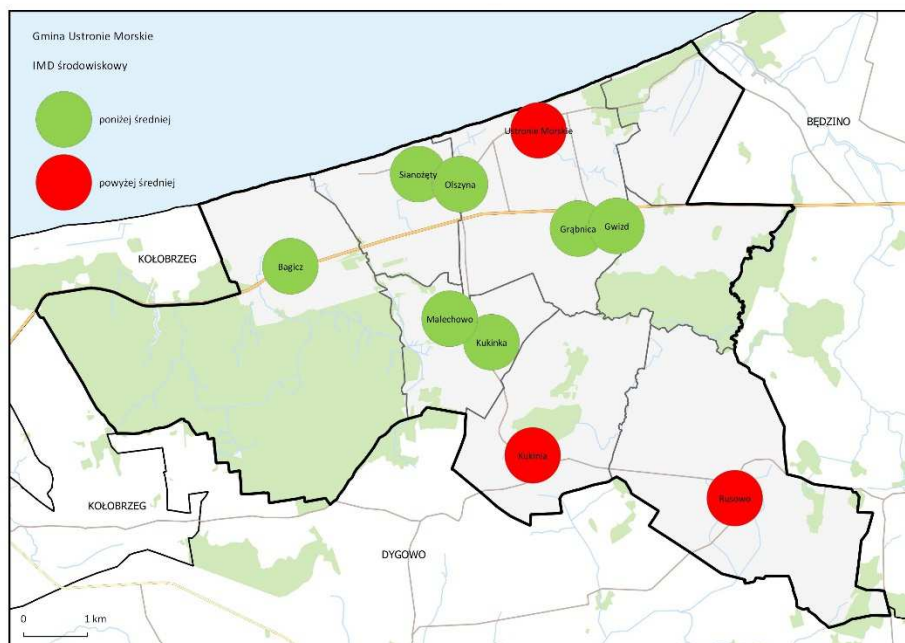 Gmina Ustronie Morskie
IMD środowiskowy
poniżej średniej
powyżej średniej
Ustronie Morskie
BĘDZINO
Sianożęty
Olszyna
Grąbnica
Gwizd
KOŁOBRZEG
Bagicz
Malechowo
Kukinka
Kukinia
Rusowo
KOŁOBRZEG
DYGOWO
0 1 km